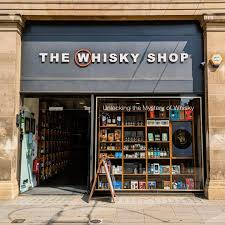 THE WHISKY SHOP
Unlocking the Mystery of Whisky